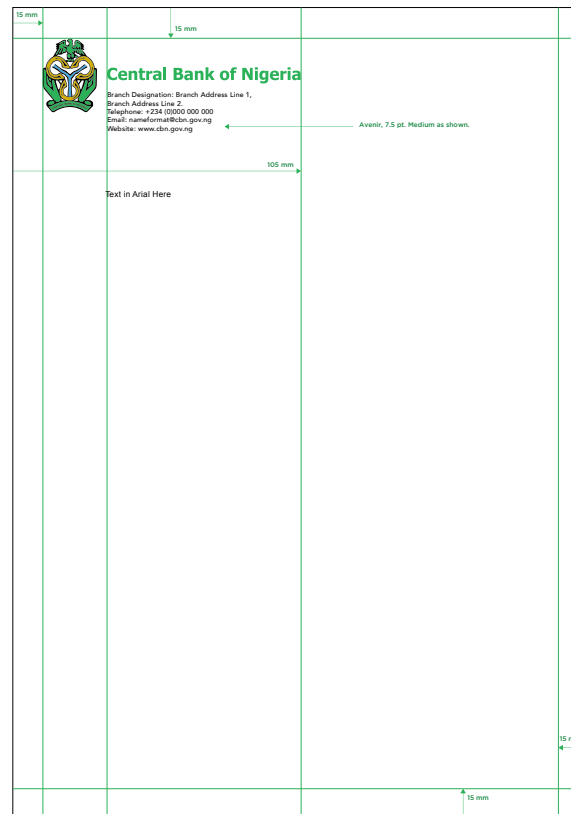 15 mm
15 mm
Central Bank of Nigeria
Branch Designation: Branch Address Line 1,
Branch Address Line 2.
Telephone: +234 (0)000 000 000
Email: nameformat@cbn.gov.ng
Website: www.cbn.gov.ng
Avenir, 7.5 pt. Medium as shown.
105 mm
Text in Arial Here
15 mm